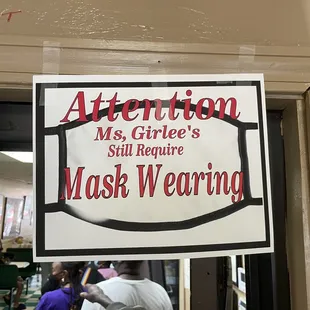 Attention
Ms, Girlee's
Still Require
Mask Wearing